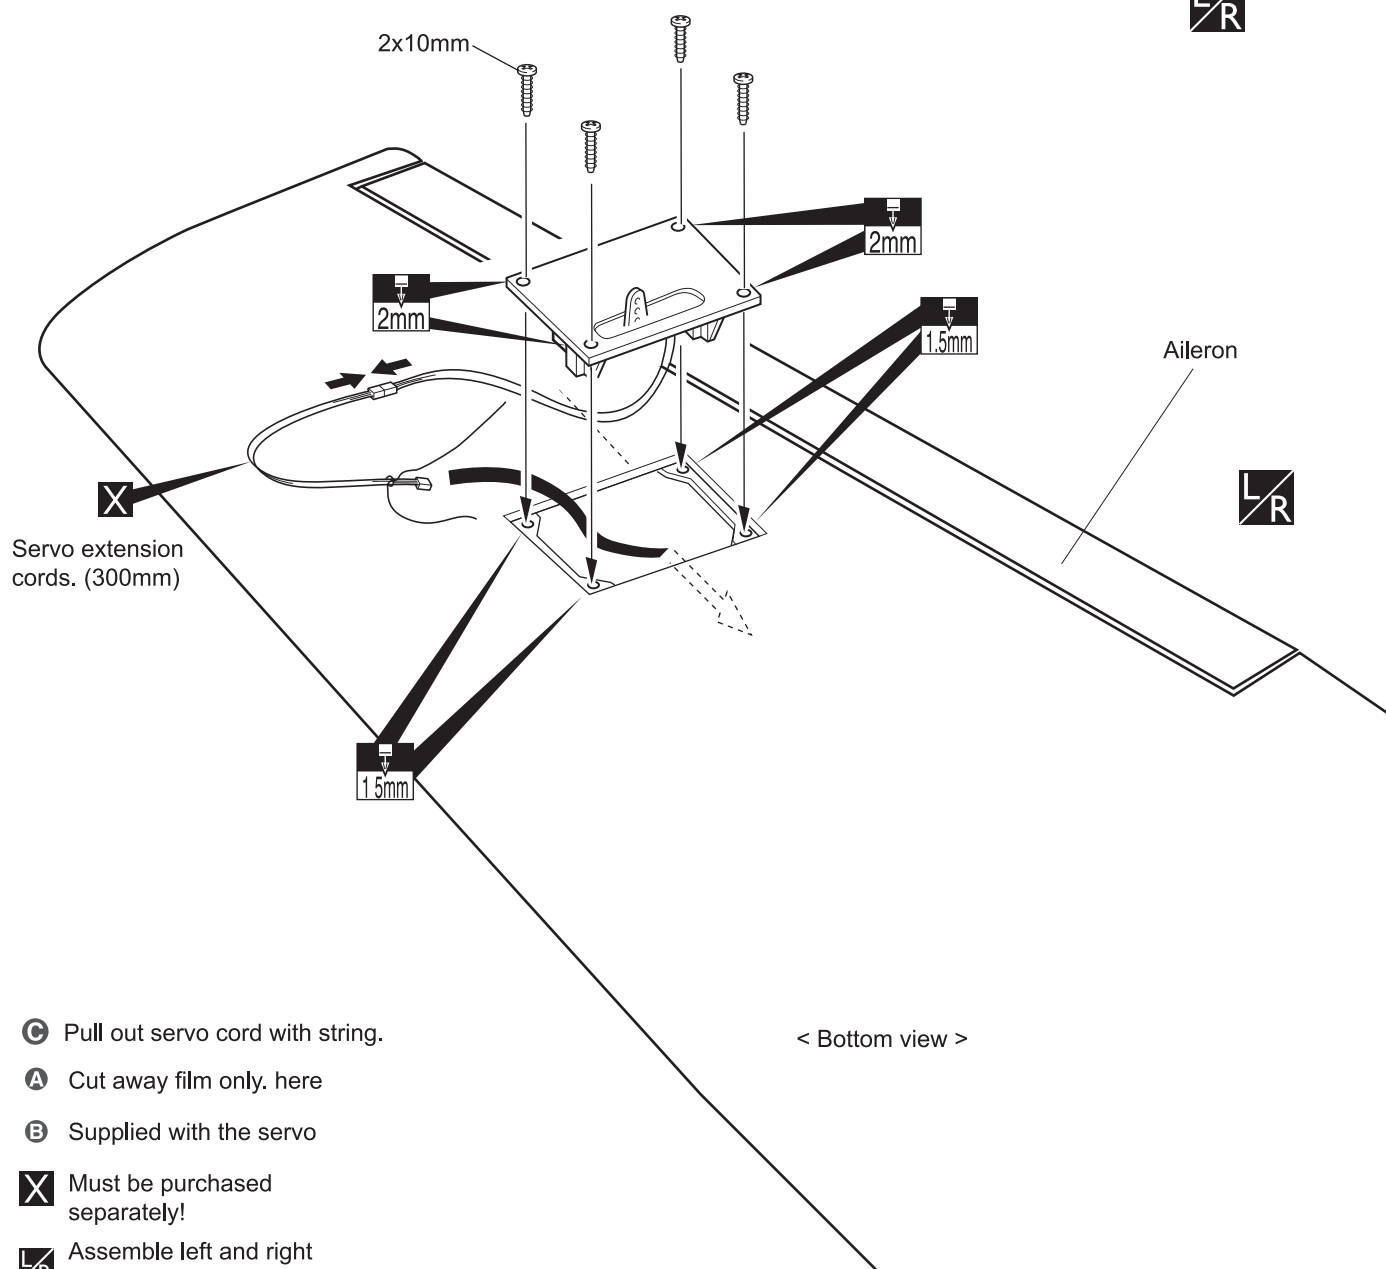 L/R
2x10mm
2mm
2mm
1.5mm
Aileron
L/R
X
Servo extension
cords. (300mm)
1 5mm
C Pull out servo cord with string.
< Bottom view >
A Cut away film only. here
B Supplied with the servo
X Must be purchased
separately!
L/R Assemble left and right